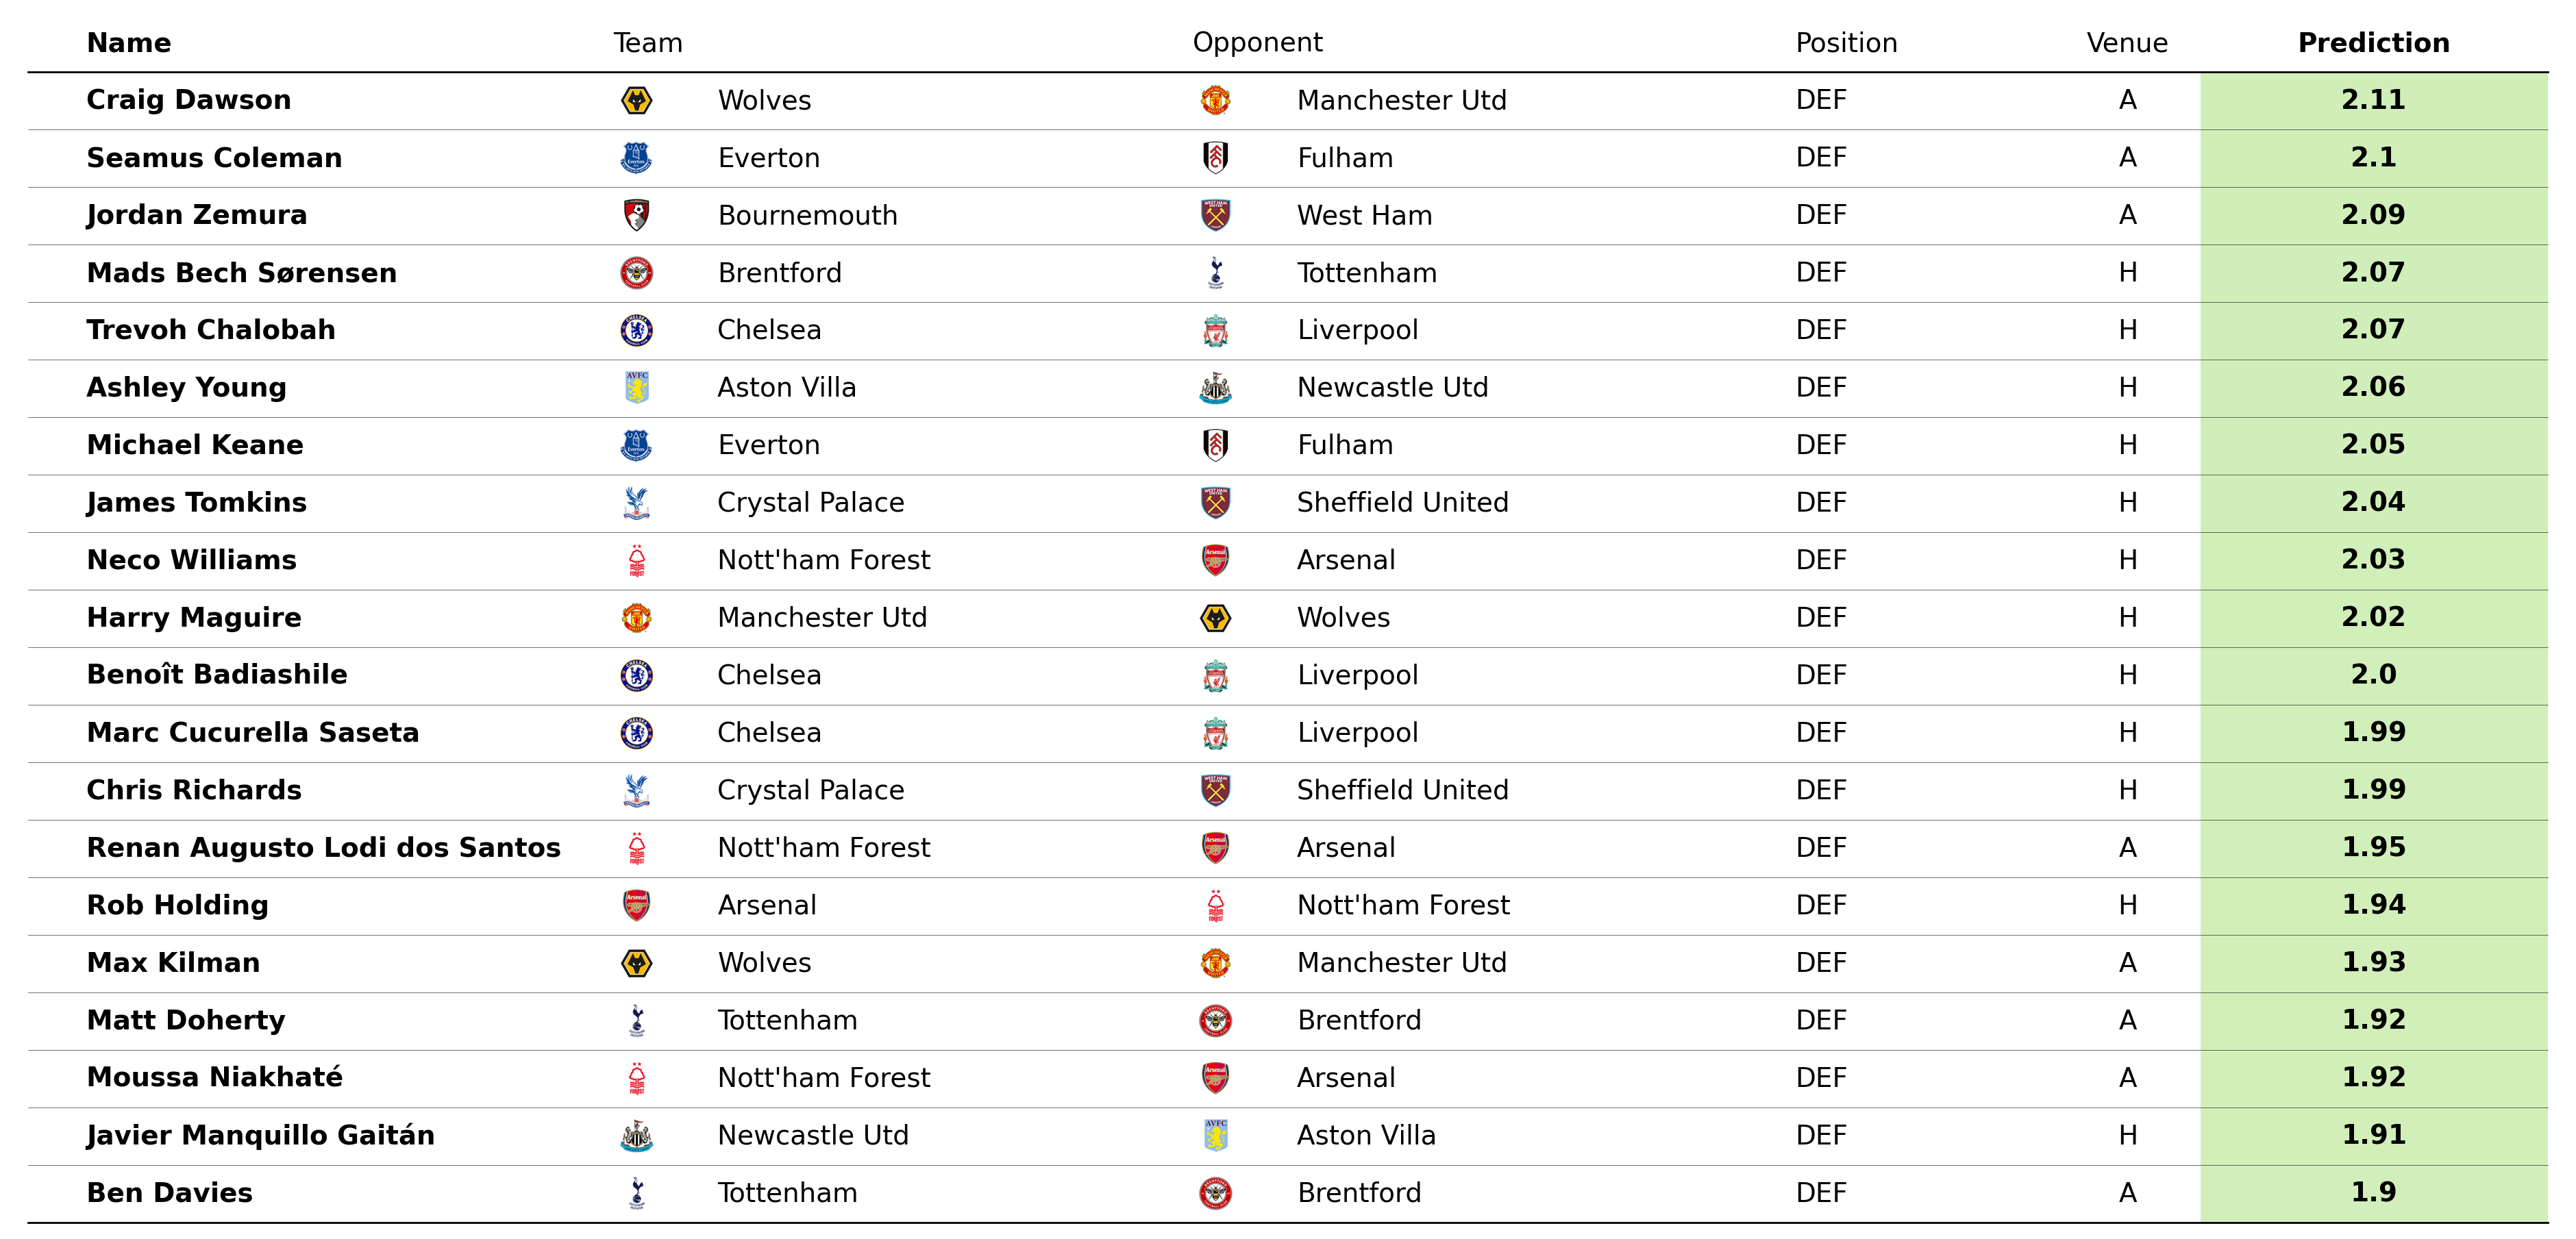 Name Team Opponent Position Venue Prediction
Craig Dawson Wolves Manchester Utd DEF A 2.11
Seamus Coleman Everton Fulham DEF A 2.1
Jordan Zemura Bournemouth West Ham DEF A 2.09
Mads Bech Sørensen Brentford Tottenham DEF H 2.07
Trevoh Chalobah Chelsea Liverpool DEF H 2.07
Ashley Young Aston Villa Newcastle Utd DEF H 2.06
Michael Keane Everton Fulham DEF H 2.05
James Tomkins Crystal Palace Sheffield United DEF H 2.04
Neco Williams Nott'ham Forest Arsenal DEF H 2.03
Harry Maguire Manchester Utd Wolves DEF H 2.02
Benoît Badiashile Chelsea Liverpool DEF H 2.0
Marc Cucurella Saseta Chelsea Liverpool DEF H 1.99
Chris Richards Crystal Palace Sheffield United DEF H 1.99
Renan Augusto Lodi dos Santos Nott'ham Forest Arsenal DEF A 1.95
Rob Holding Arsenal Nott'ham Forest DEF H 1.94
Max Kilman Wolves Manchester Utd DEF A 1.93
Matt Doherty Tottenham Brentford DEF A 1.92
Moussa Niakhaté Nott'ham Forest Arsenal DEF A 1.92
Javier Manquillo Gaitán Newcastle Utd Aston Villa DEF H 1.91
Ben Davies Tottenham Brentford DEF A 1.9